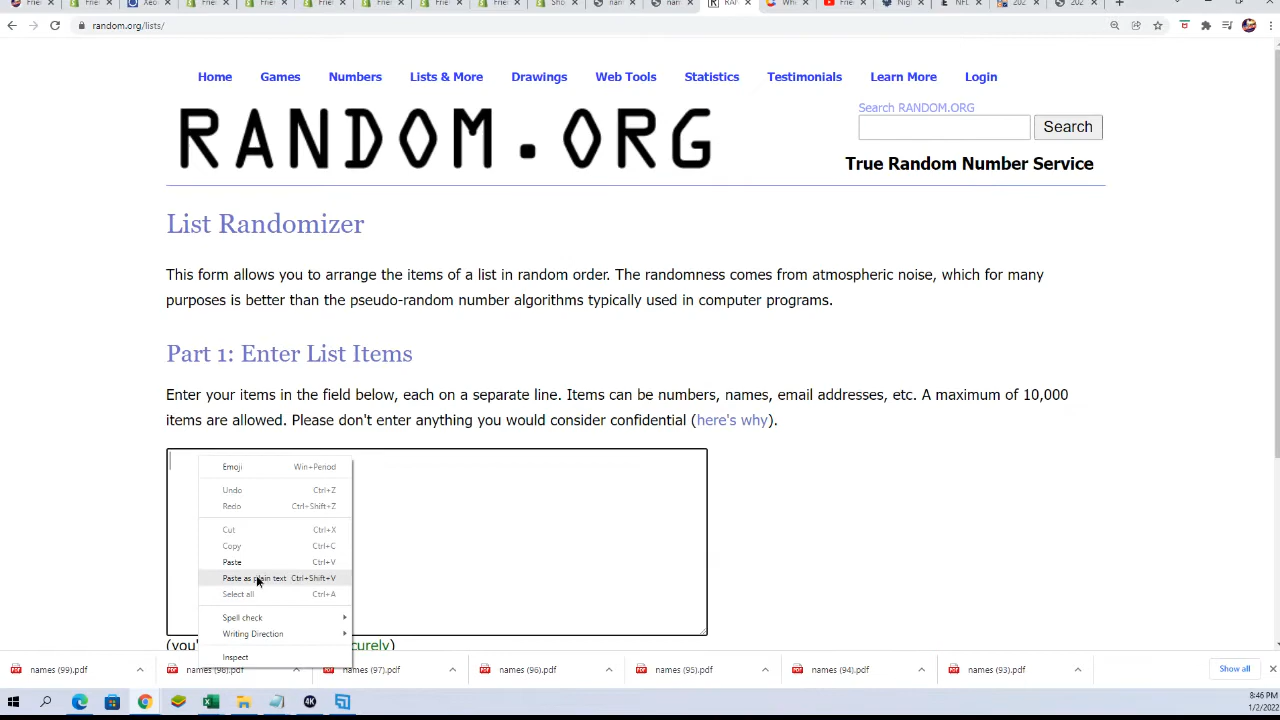 random.org/lists/
Home Games Numbers Lists & More Drawings Web Tools Statistics Testimonials Learn More Login
RANDOM.ORG
Search RANDOM.ORG
Search
True Random Number Service
List Randomizer
This form allows you to arrange the items of a list in random order. The randomness comes from atmospheric noise, which for many
purposes is better than the pseudo-random number algorithms typically used in computer programs.
Part 1: Enter List Items
Enter your items in the field below, each on a separate line. Items can be numbers, names, email addresses, etc. A maximum of 10,000
items are allowed. Please don't enter anything you would consider confidential (here's why).
Emoji Win+Period
Undo Ctrl+Z
Redo Ctrl+Shift+Z
Cut Ctrl+X
Copy Ctrl+C
Paste Ctrl+V
Paste as plain text Ctrl+Shift+V
Select all Ctrl+A
Spell check
Writing Direction
Inspect
names (99).pdf names (98).pdf names (97).pdf names (96).pdf names (95).pdf names (94).pdf names (93).pdf Show all
8:46 PM
1/2/2022